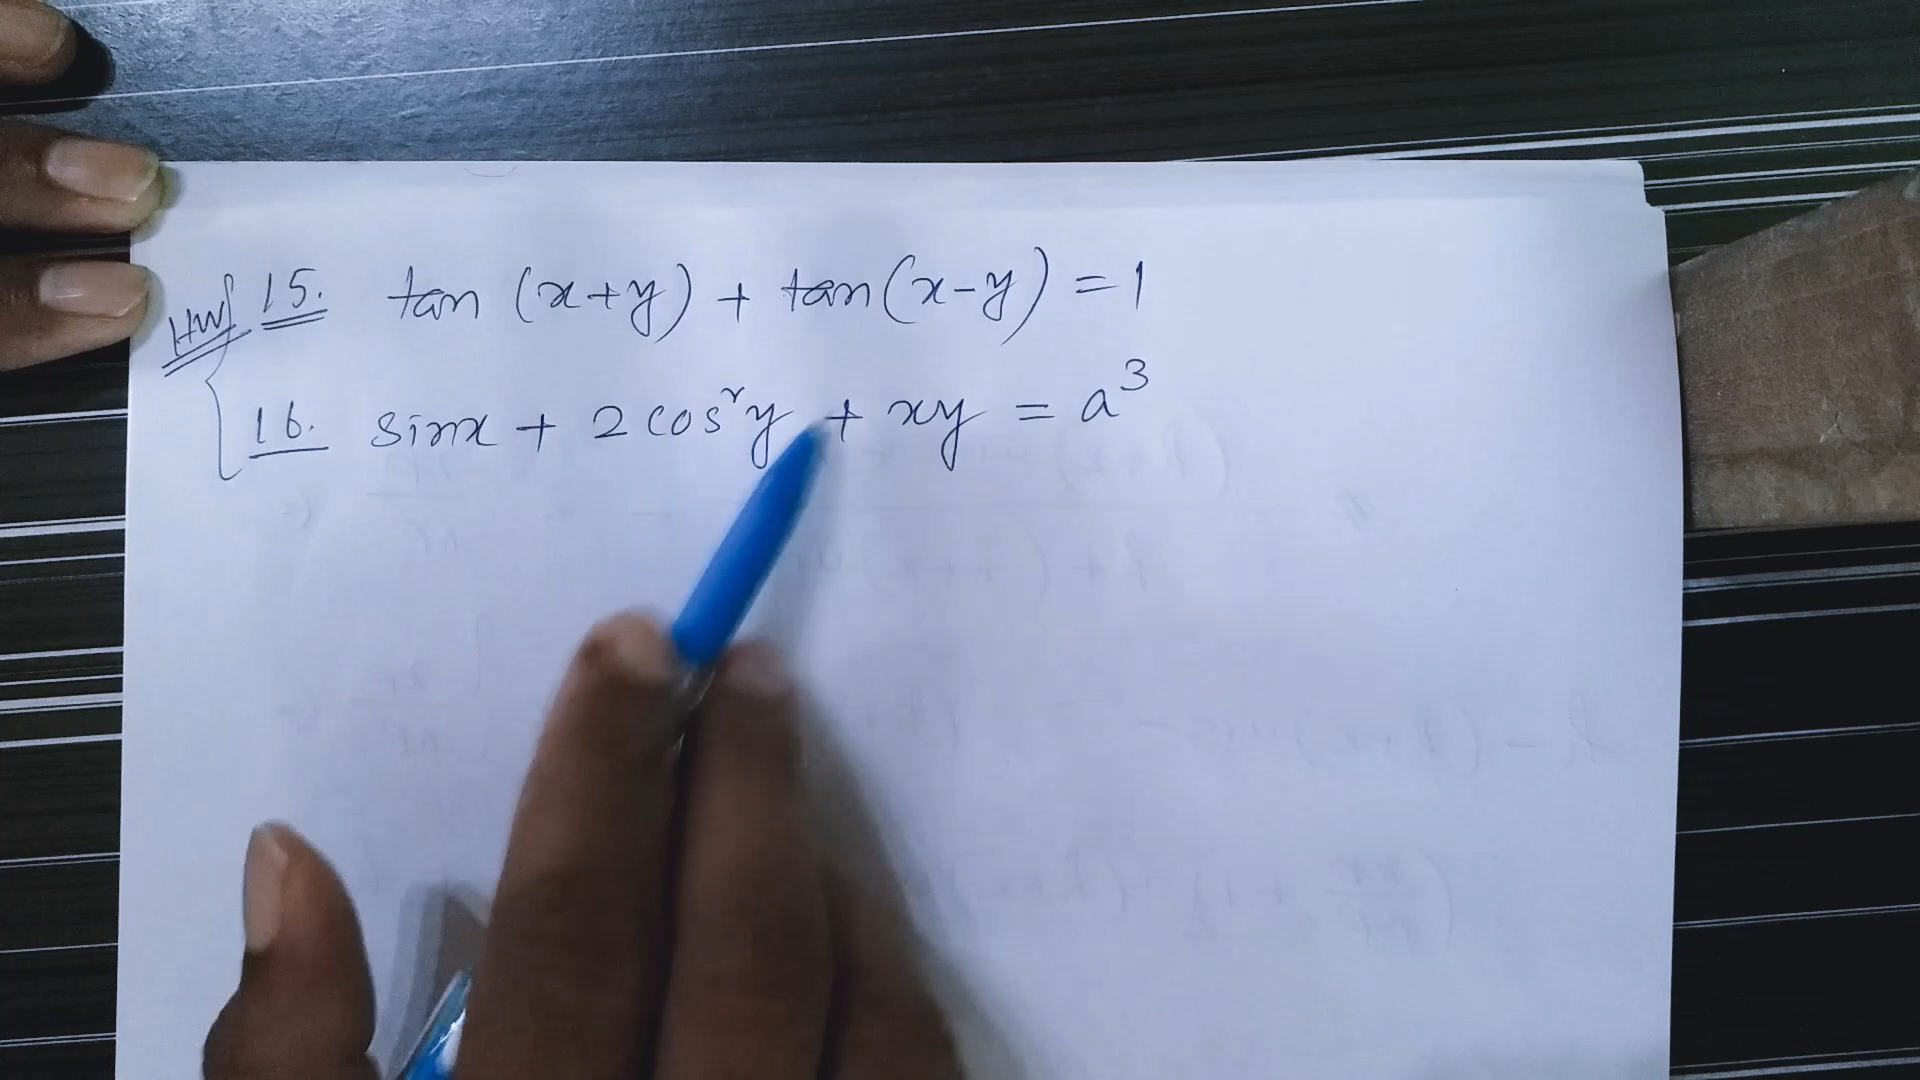 HW 15. tan (x+y) + tan(x-y) = 1
16. sinx + 2 cos²y + xy = a³